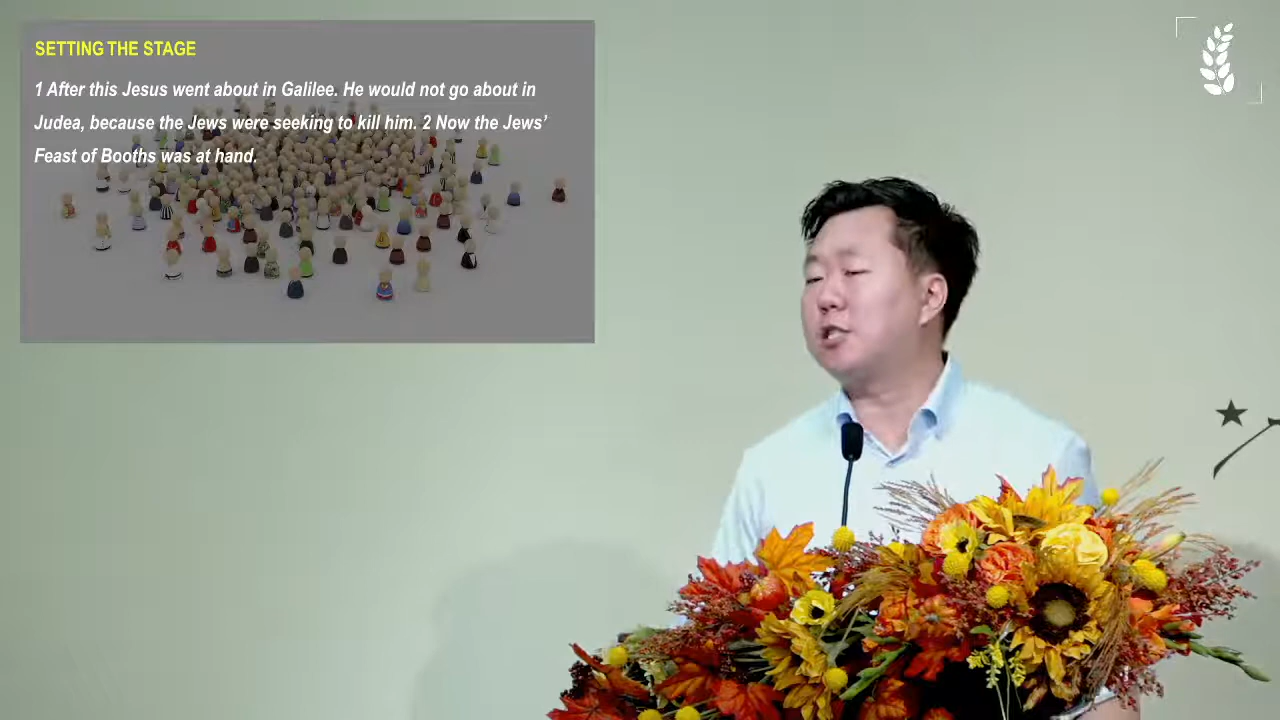 SETTING THE STAGE
1 After this Jesus went about in Galilee. He would not go about in
Judea, because the Jews were seeking to kill him. 2 Now the Jews’
Feast of Booths was at hand.